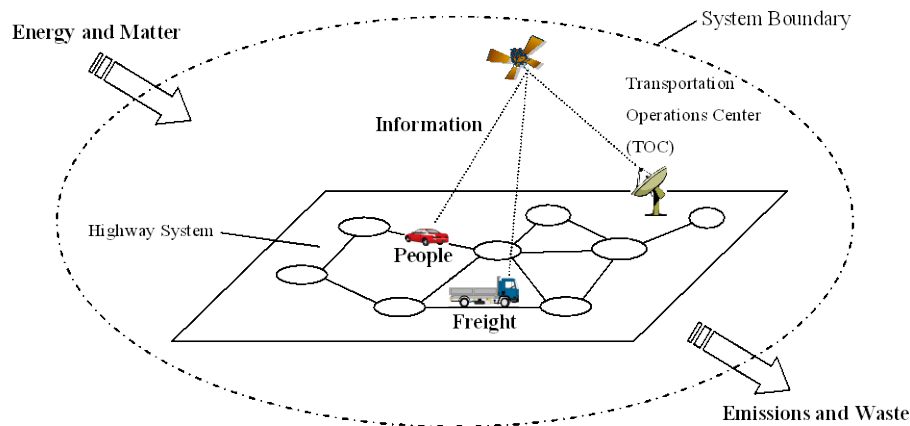 System Boundary
Energy and Matter
Transportation
Operations Center
(TOC)
Information
Highway System
People
Freight
Emissions and Waste